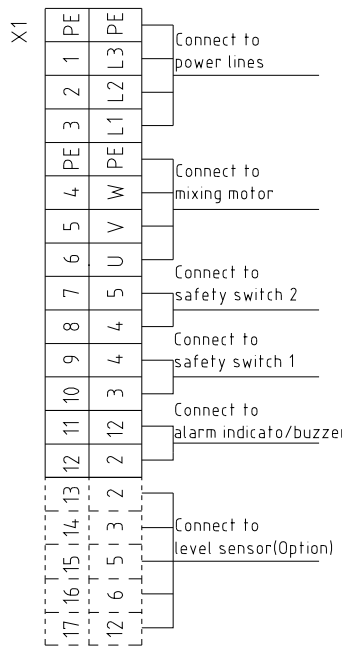 X1
PE PE
1 L3
2 L2
3 L1
Connect to
power lines
PE PE
4 W
5 V
6 U
Connect to
mixing motor
7 5
8 4
Connect to
safety switch 2
9 4
10 3
Connect to
safety switch 1
11 12
12 2
Connect to
alarm indicato/buzzer
13 2
14 3
15 5
16 6
17 12
Connect to
level sensor(Option)